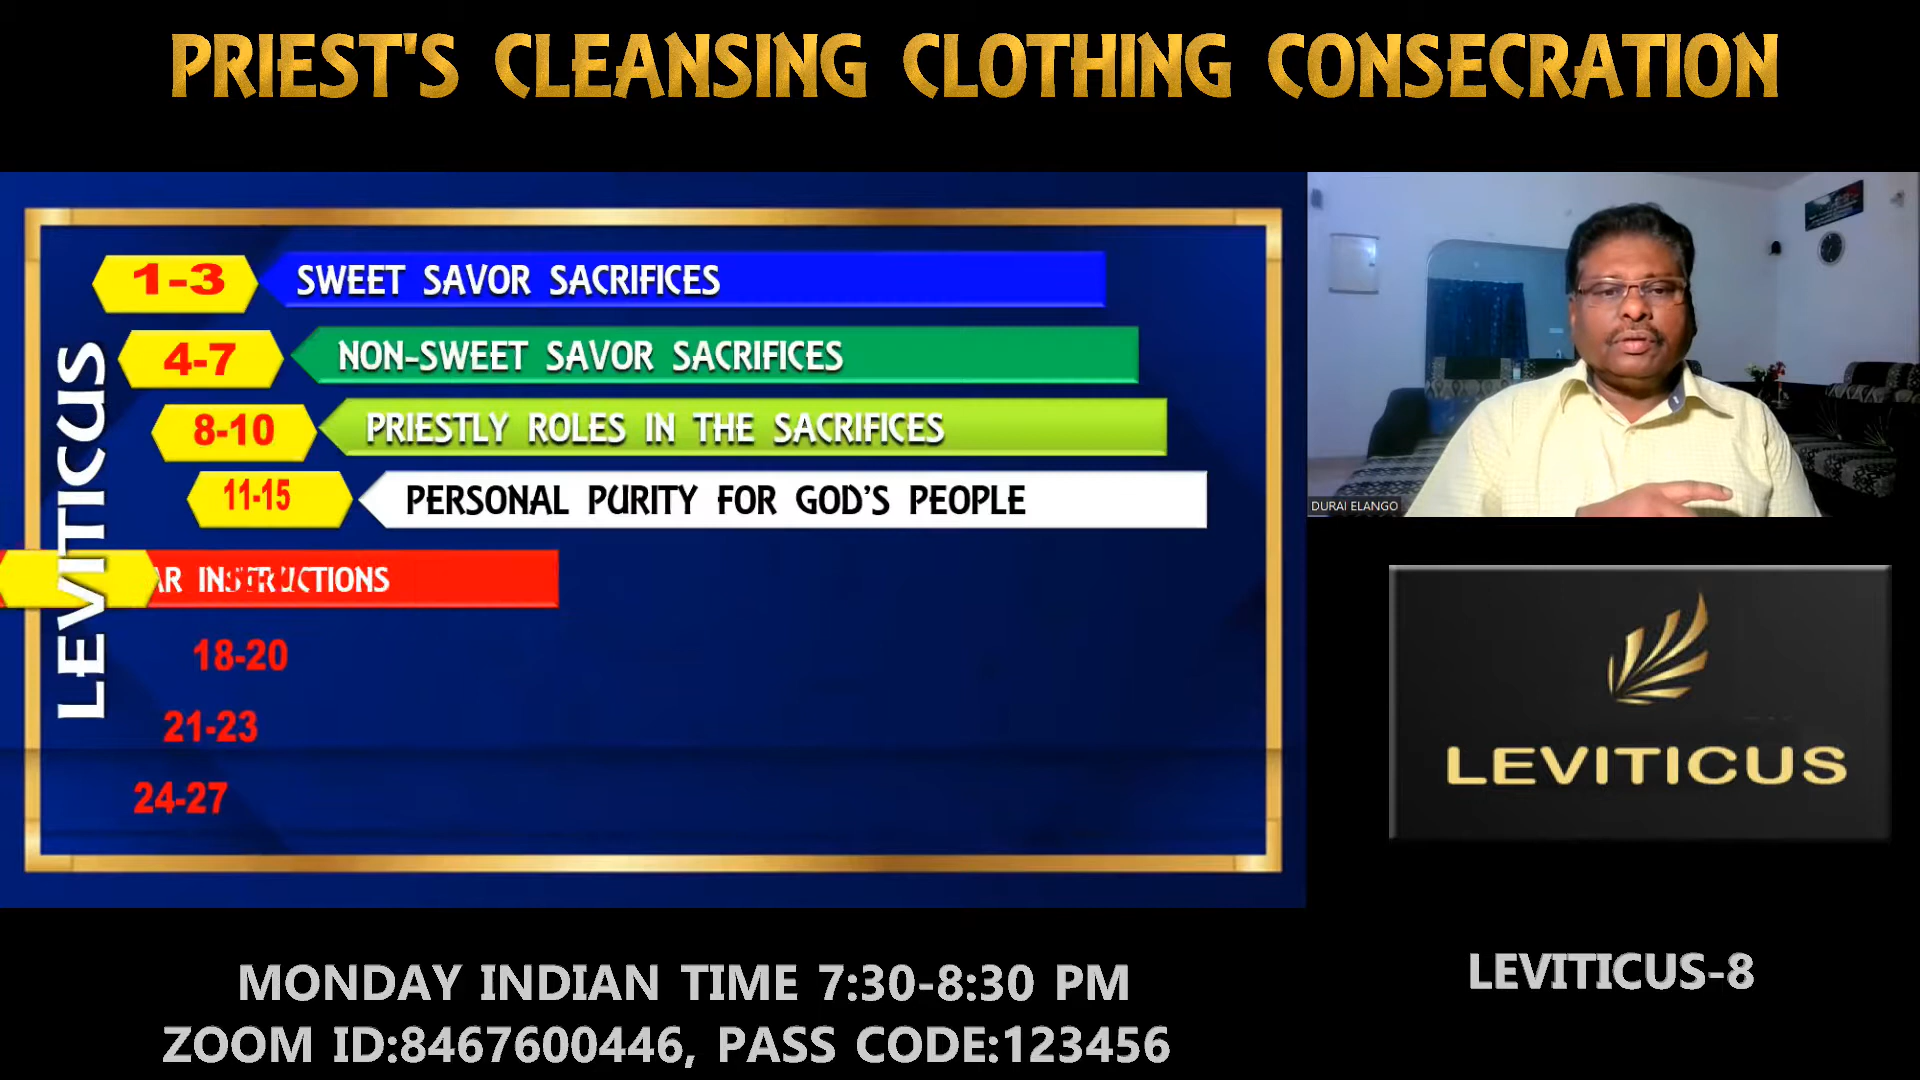 PRIEST'S CLEANSING CLOTHING CONSECRATION
LEVITICUS
1-3 SWEET SAVOR SACRIFICES
4-7 NON-SWEET SAVOR SACRIFICES
8-10 PRIESTLY ROLES IN THE SACRIFICES
11-15 PERSONAL PURITY FOR GOD'S PEOPLE
INSTRUCTIONS
18-20
21-23
24-27
DURAI ELANGO
LEVITICUS
LEVITICUS-8
MONDAY INDIAN TIME 7:30-8:30 PM
ZOOM ID:8467600446, PASS CODE:123456